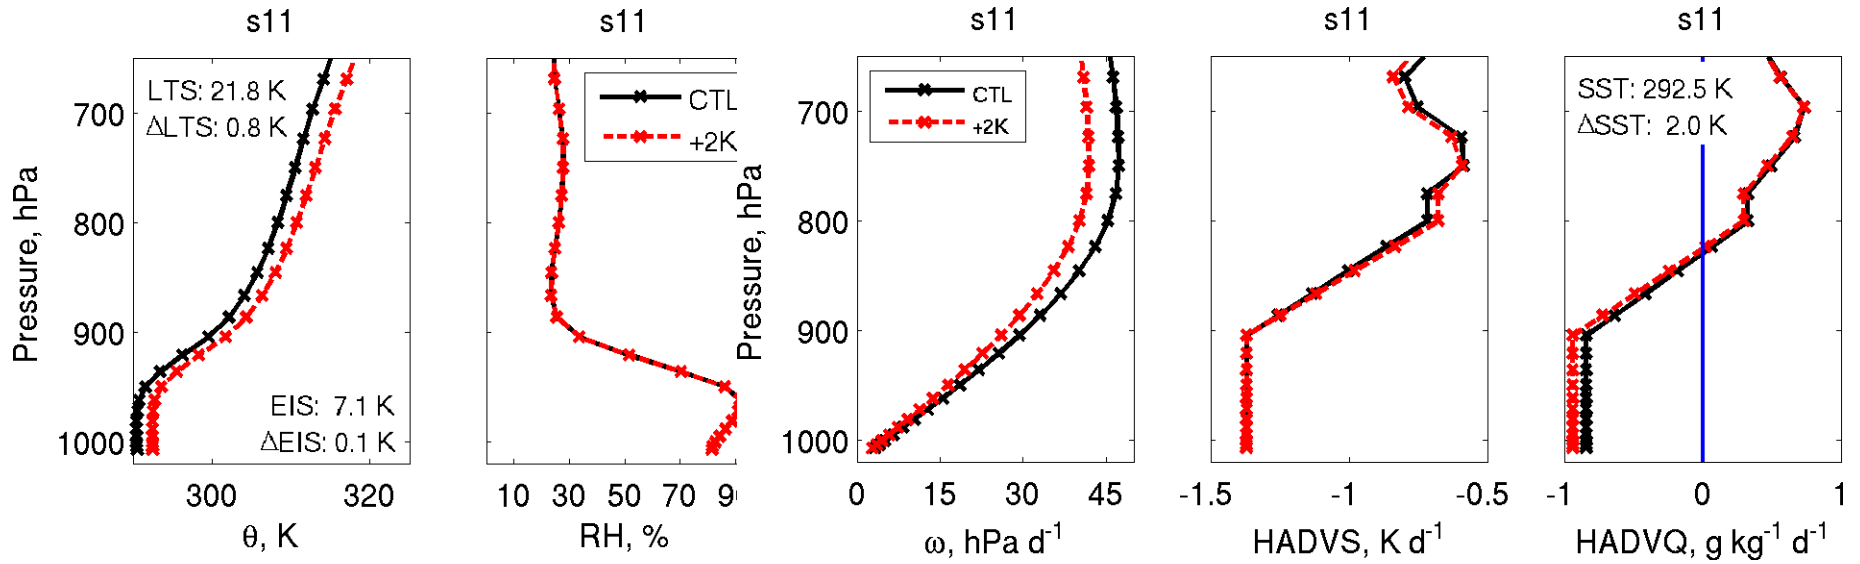 s11
s11
s11
s11
s11
LTS: 21.8 K
ΔLTS: 0.8 K
EIS: 7.1 K
ΔEIS: 0.1 K
700
800
900
1000
Pressure, hPa
300
320
θ, K
CTL
+2K
10
30
50
70
90
RH, %
CTL
+2K
700
800
900
1000
Pressure, hPa
0
15
30
45
ω, hPa d⁻¹
-1.5
-1
-0.5
HADVS, K d⁻¹
SST: 292.5 K
ΔSST: 2.0 K
-1
0
1
HADVQ, g kg⁻¹ d⁻¹